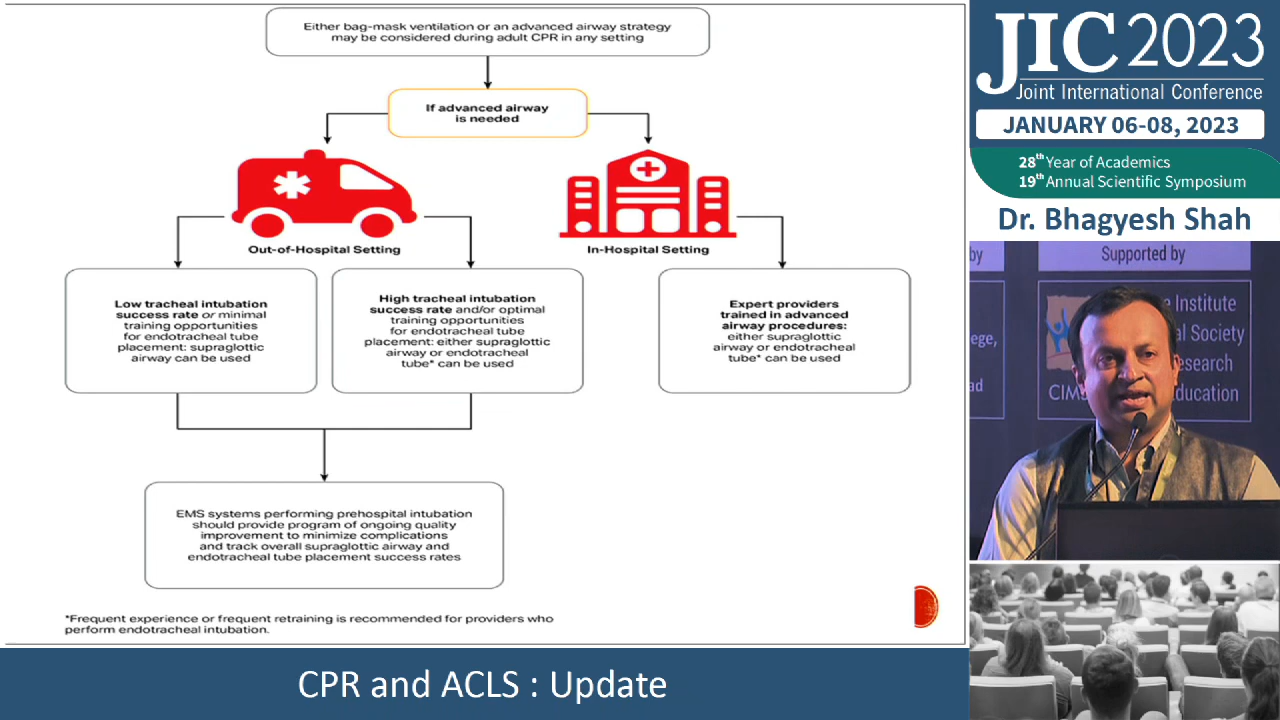 Either bag-mask ventilation or an advanced airway strategy
may be considered during adult CPR in any setting
If advanced airway
is needed
Out-of-Hospital Setting
In-Hospital Setting
Low tracheal intubation
success rate or minimal
training opportunities
for endotracheal tube
placement: supraglottic
airway can be used
High tracheal intubation
success rate and/or optimal
training opportunities
for endotracheal tube
placement: either supraglottic
airway or endotracheal
tube* can be used
Expert providers
trained in advanced
airway procedures:
either supraglottic
airway or endotracheal
tube* can be used
EMS systems performing prehospital intubation
should provide program of ongoing quality
improvement to minimize complications
and track overall supraglottic airway and
endotracheal tube placement success rates
*Frequent experience or frequent retraining is recommended for providers who
perform endotracheal intubation.
CPR and ACLS : Update
JIC 2023
Joint International Conference
JANUARY 06-08, 2023
28th Year of Academics
19th Annual Scientific Symposium
Dr. Bhagyesh Shah
by
Supported by
Institute
Society
CIM